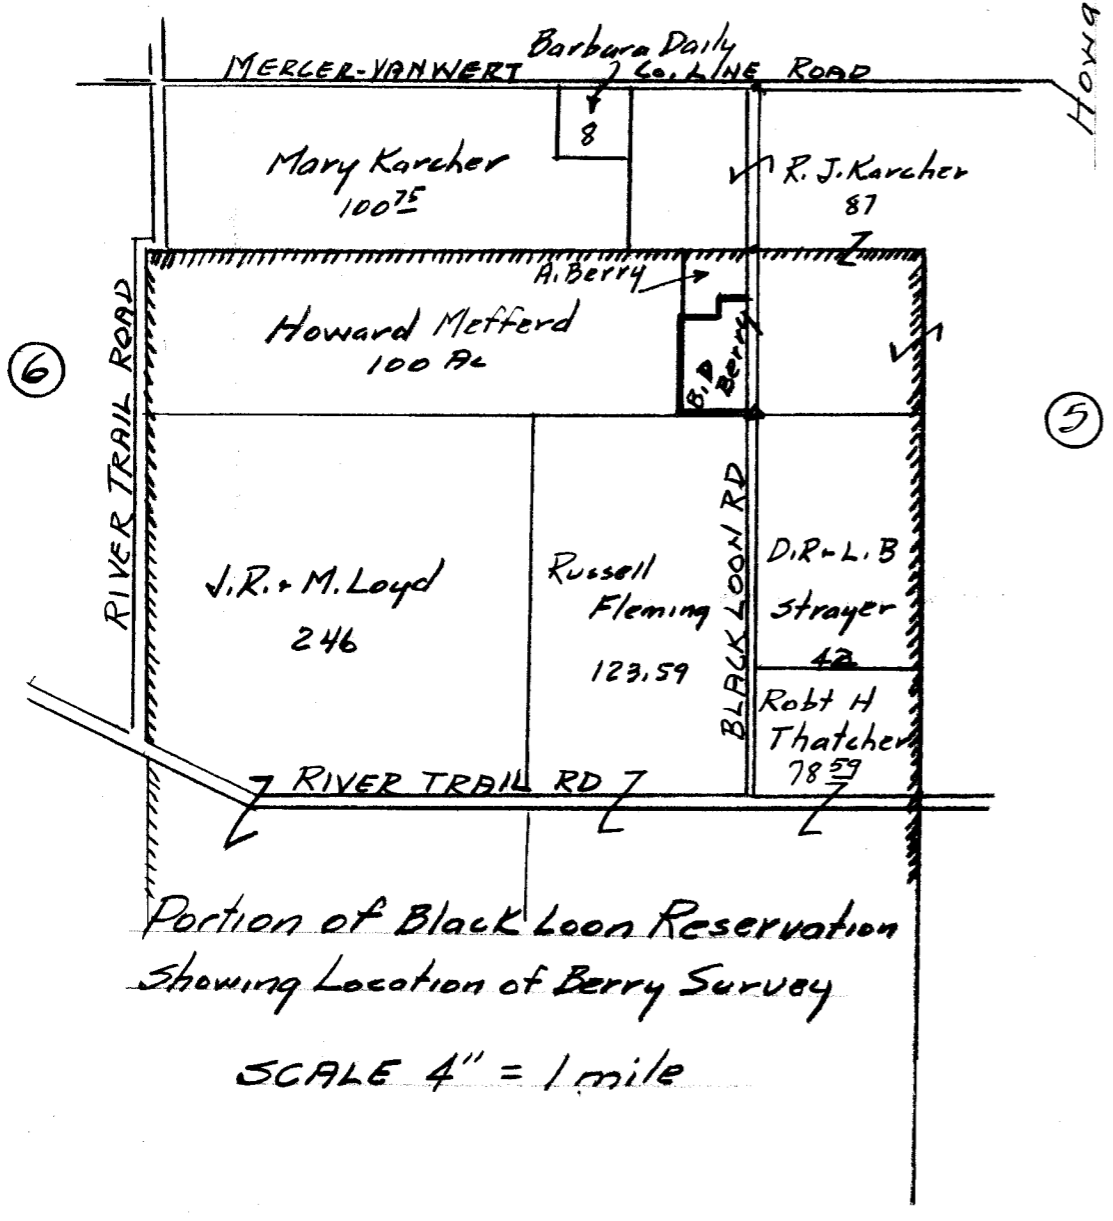 Howa
Barbara Daily
MERCER-VANWERT Co. LINE ROAD
8
Mary Karcher
100 75
R. J. Karcher
87
A. Berry
Howard Mefferd
100 Ac
B. D Berry
6
5
RIVER TRAIL ROAD
J.R. + M. Loyd
246
Russell
Fleming
123.59
BLACK LOON RD
D.R + L. B
Strayer
Robt H
Thatcher
78 59
RIVER TRAIL RD
Portion of Black Loon Reservation
Showing Location of Berry Survey
SCALE 4" = 1 mile